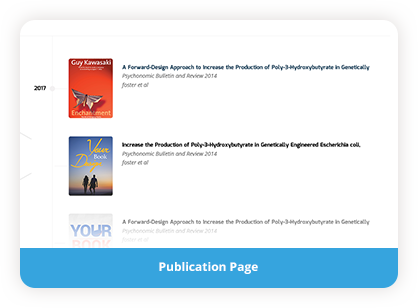 Guy Kawasaki
Enchantment
2017
A Forward-Design Approach to Increase the Production of Poly-3-Hydroxybutyrate in Genetically
Psychonomic Bulletin and Review 2014
foster et al
Your
Book
Design
Increase the Production of Poly-3-Hydroxybutyrate in Genetically Engineered Escherichia coli,
Psychonomic Bulletin and Review 2014
foster et al
YOUR
BOOK
A Forward-Design Approach to Increase the Production of Poly-3-Hydroxybutyrate in Genetically
Psychonomic Bulletin and Review 2014
foster et al
Publication Page